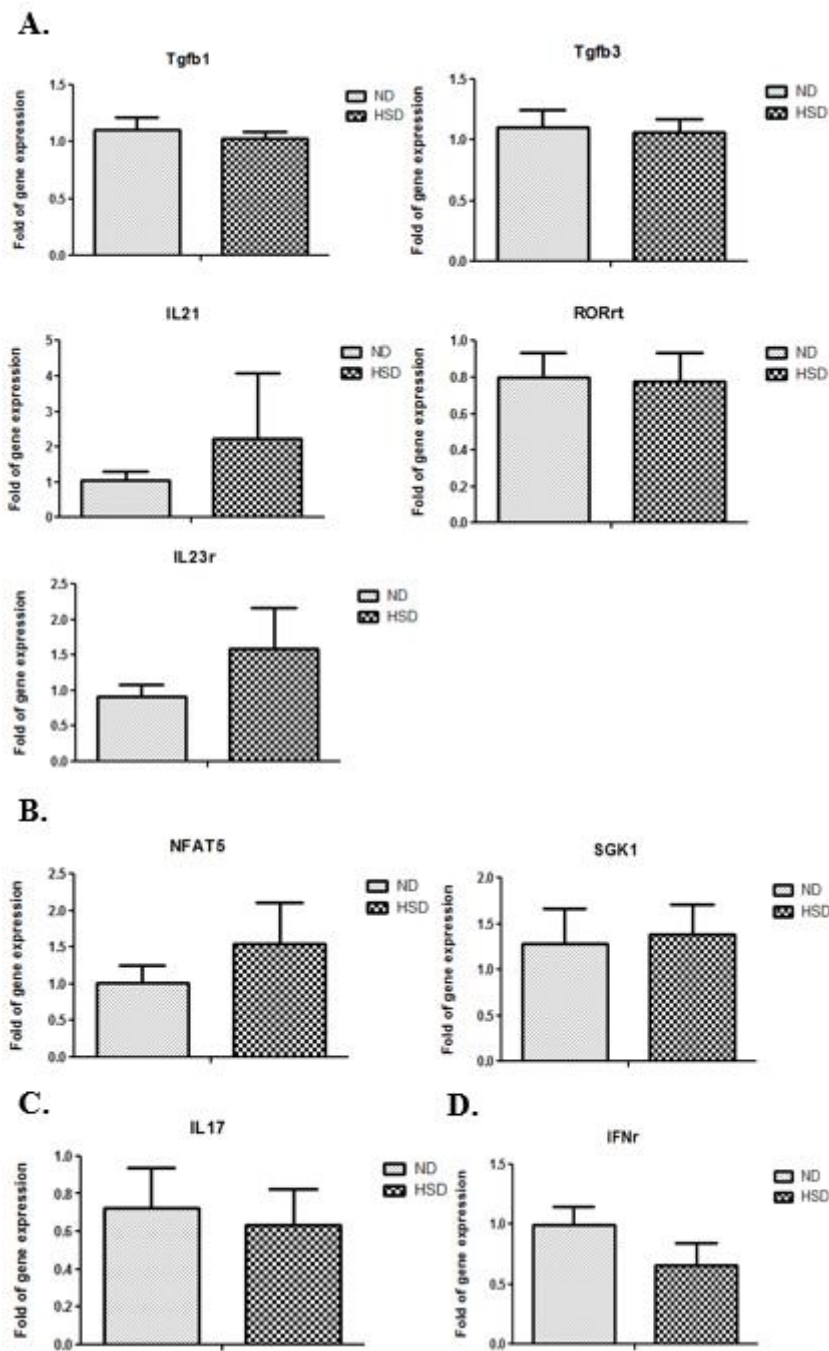 A.
Tgfb1
Fold of gene expression
1.5
1.0
0.5
0.0
ND
HSD
Tgfb3
Fold of gene expression
1.5
1.0
0.5
0.0
ND
HSD
IL21
Fold of gene expression
5
4
3
2
1
0
ND
HSD
RORrt
Fold of gene expression
1.0
0.8
0.6
0.4
0.2
0.0
ND
HSD
IL23r
Fold of gene expression
2.5
2.0
1.5
1.0
0.5
0.0
ND
HSD
B.
NFAT5
Fold of gene expression
2.5
2.0
1.5
1.0
0.5
0.0
ND
HSD
SGK1
Fold of gene expression
2.0
1.5
1.0
0.5
0.0
ND
HSD
C.
IL17
Fold of gene expression
1.0
0.8
0.6
0.4
0.2
0.0
ND
HSD
D.
IFNr
Fold of gene expression
1.5
1.0
0.5
0.0
ND
HSD